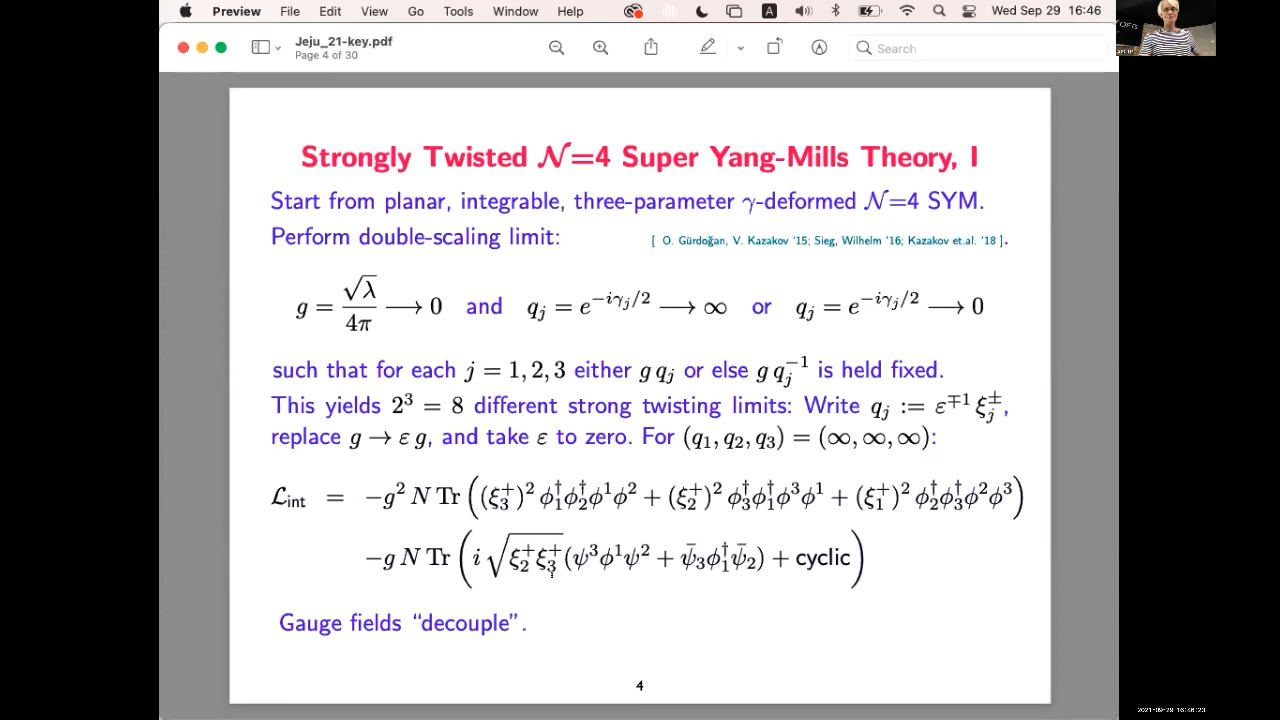 Preview File Edit View Go Tools Window Help A Wed Sep 29 16:46
Jeju_21-key.pdf
Page 4 of 30
Search
Strongly Twisted 𝒩=4 Super Yang-Mills Theory, I
Start from planar, integrable, three-parameter γ-deformed 𝒩=4 SYM.
Perform double-scaling limit: [ O. Gürdoğan, V. Kazakov '15; Sieg, Wilhelm '16; Kazakov et.al. '18 ].
g = √λ/4π ⟶ 0 and q_j = e^{-iγ_j/2} ⟶ ∞ or q_j = e^{-iγ_j/2} ⟶ 0
such that for each j = 1, 2, 3 either g q_j or else g q_j^{-1} is held fixed.
This yields 2^3 = 8 different strong twisting limits: Write q_j := ε^{∓1} ξ_j^±,
replace g → ε g, and take ε to zero. For (q_1, q_2, q_3) = (∞, ∞, ∞):
ℒ_int = −g^2 N Tr((ξ_3^+)^2 φ_1^† φ_2^† φ^1 φ^2 + (ξ_2^+)^2 φ_3^† φ_1^† φ^3 φ^1 + (ξ_1^+)^2 φ_2^† φ_3^† φ^2 φ^3)
−g N Tr(i √(ξ_2^+ ξ_3^+) (ψ^3 φ^1 ψ^2 + ψ̄_3 φ_1^† ψ̄_2) + cyclic)
Gauge fields “decouple”.
4
2021-09-29 16:46:23